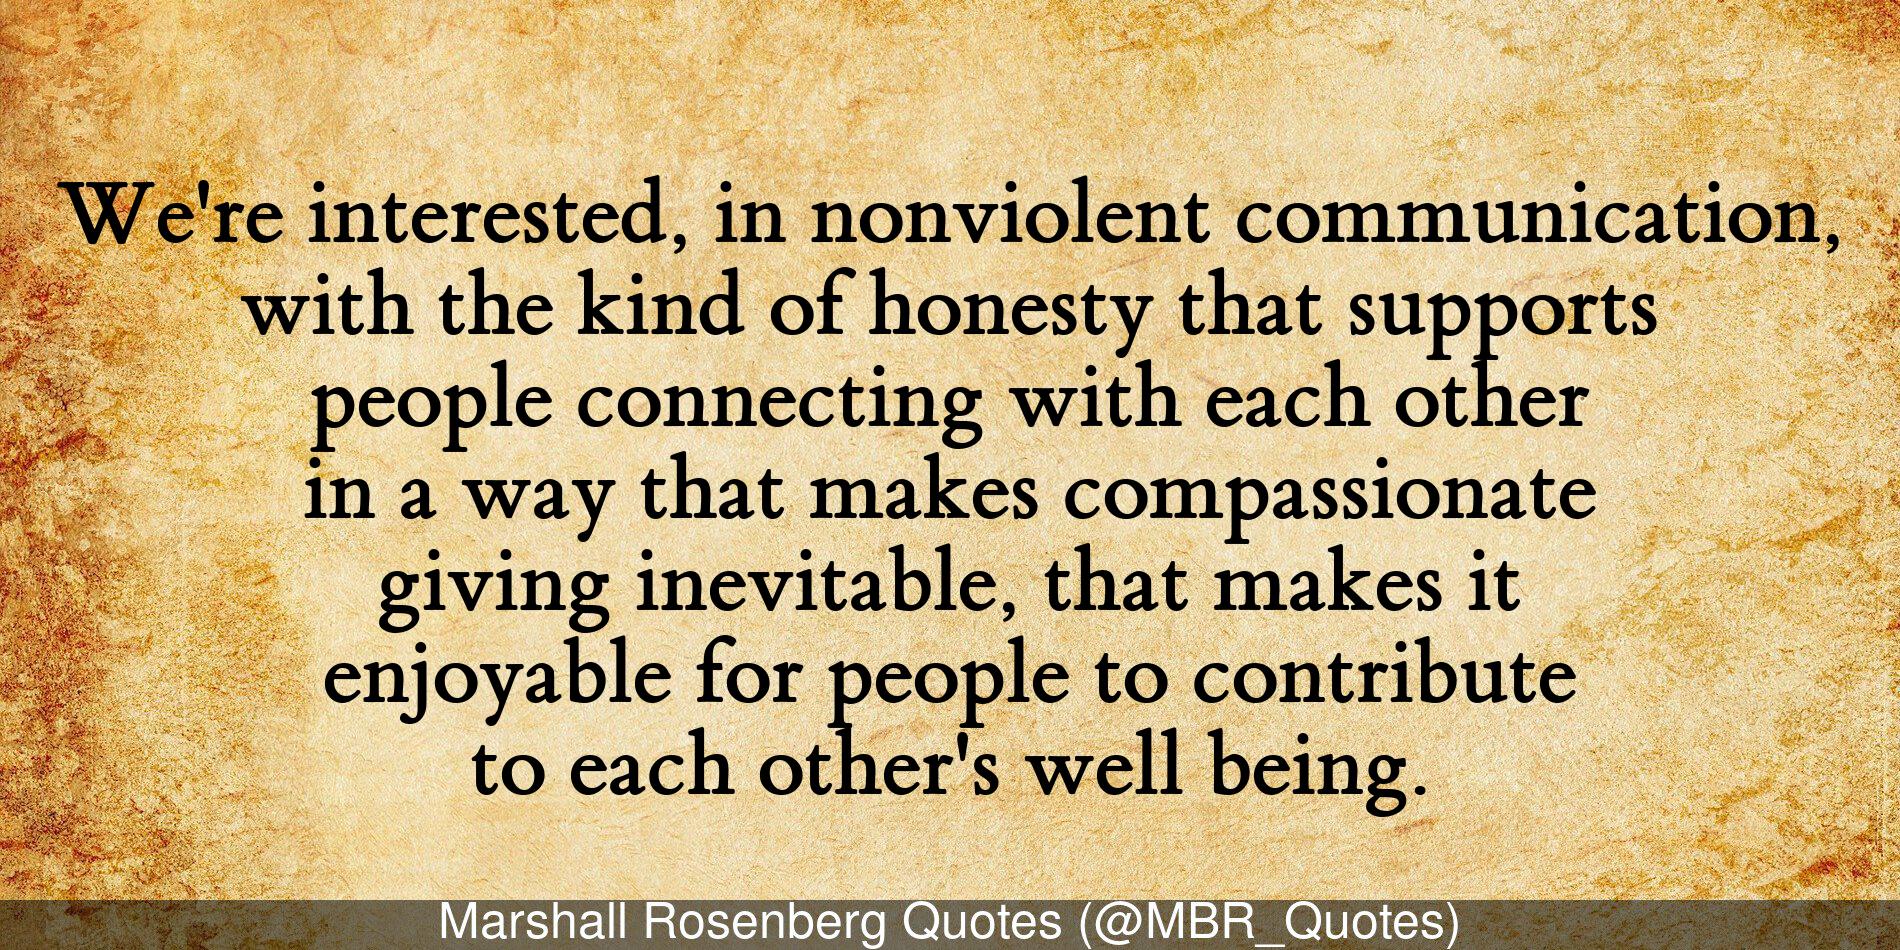 We're interested, in nonviolent communication,
with the kind of honesty that supports
people connecting with each other
in a way that makes compassionate
giving inevitable, that makes it
enjoyable for people to contribute
to each other's well being.
Marshall Rosenberg Quotes (@MBR_Quotes)